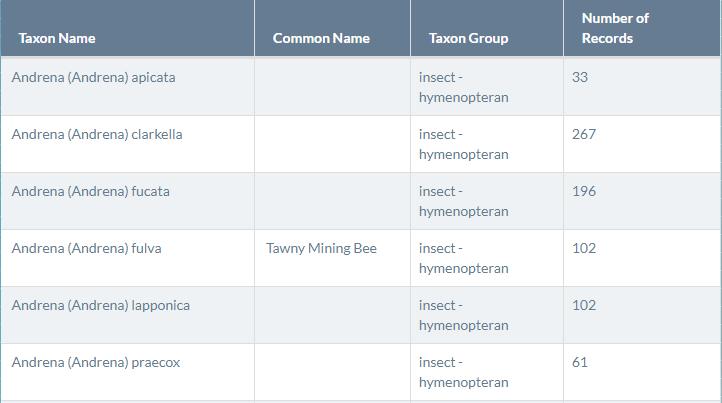 Taxon Name Common Name Taxon Group Number of
Records
Andrena (Andrena) apicata insect - 33
hymenopteran
Andrena (Andrena) clarkella insect - 267
hymenopteran
Andrena (Andrena) fucata insect - 196
hymenopteran
Andrena (Andrena) fulva Tawny Mining Bee insect - 102
hymenopteran
Andrena (Andrena) lapponica insect - 102
hymenopteran
Andrena (Andrena) praecox insect - 61
hymenopteran